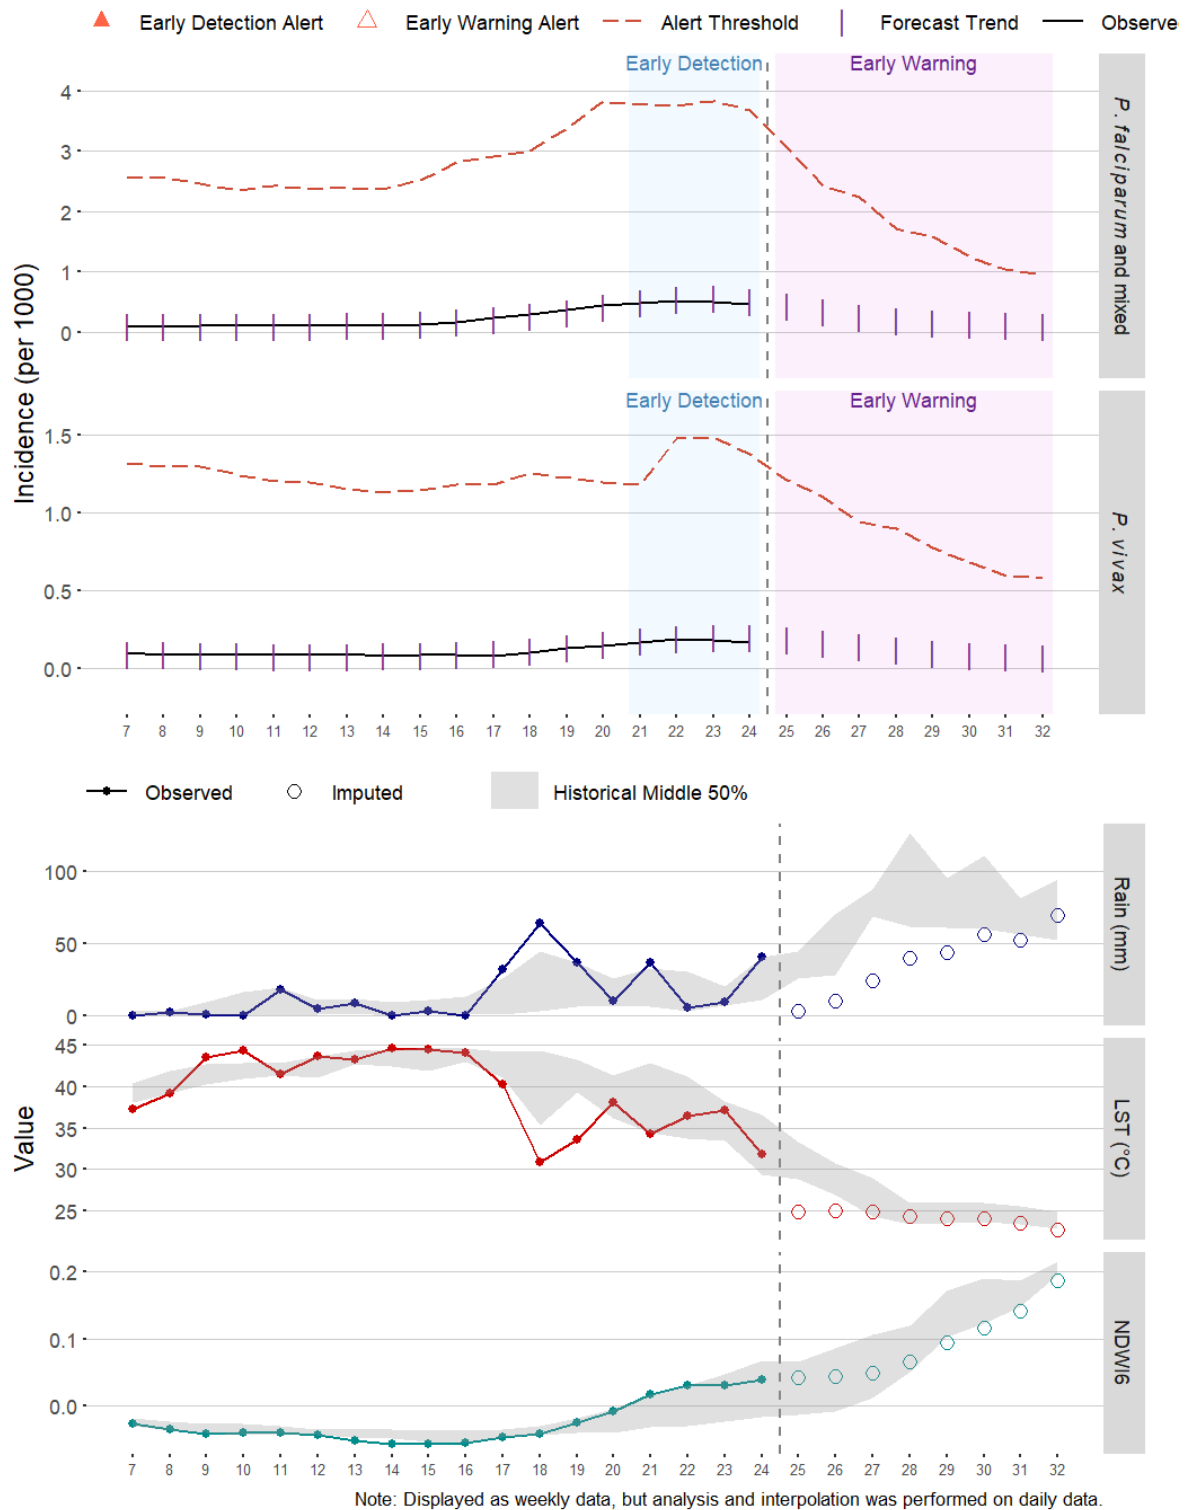 Early Detection Alert Early Warning Alert Alert Threshold Forecast Trend Observe
Early Detection Early Warning
4
3
2
1
0
P. falciparum and mixed
Incidence (per 1000)
Early Detection Early Warning
1.5
1.0
0.5
0.0
P. vivax
7 8 9 10 11 12 13 14 15 16 17 18 19 20 21 22 23 24 25 26 27 28 29 30 31 32
Observed Imputed Historical Middle 50%
100
50
0
Rain (mm)
45
40
35
30
25
LST (°C)
Value
0.2
0.1
0.0
NDWI6
7 8 9 10 11 12 13 14 15 16 17 18 19 20 21 22 23 24 25 26 27 28 29 30 31 32
Note: Displayed as weekly data, but analysis and interpolation was performed on daily data.